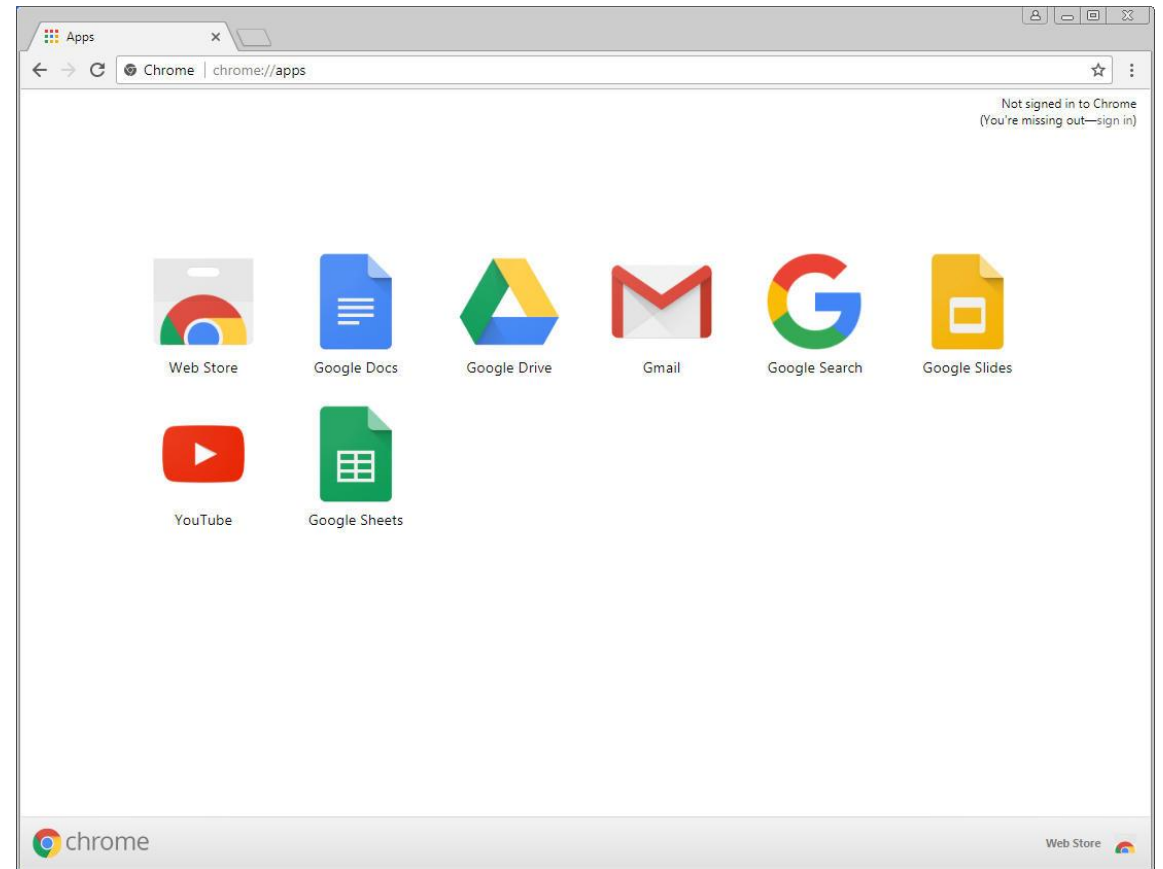 Apps
Chrome | chrome://apps
Not signed in to Chrome
(You're missing out—sign in)
Web Store
Google Docs
Google Drive
Gmail
Google Search
Google Slides
YouTube
Google Sheets
chrome
Web Store